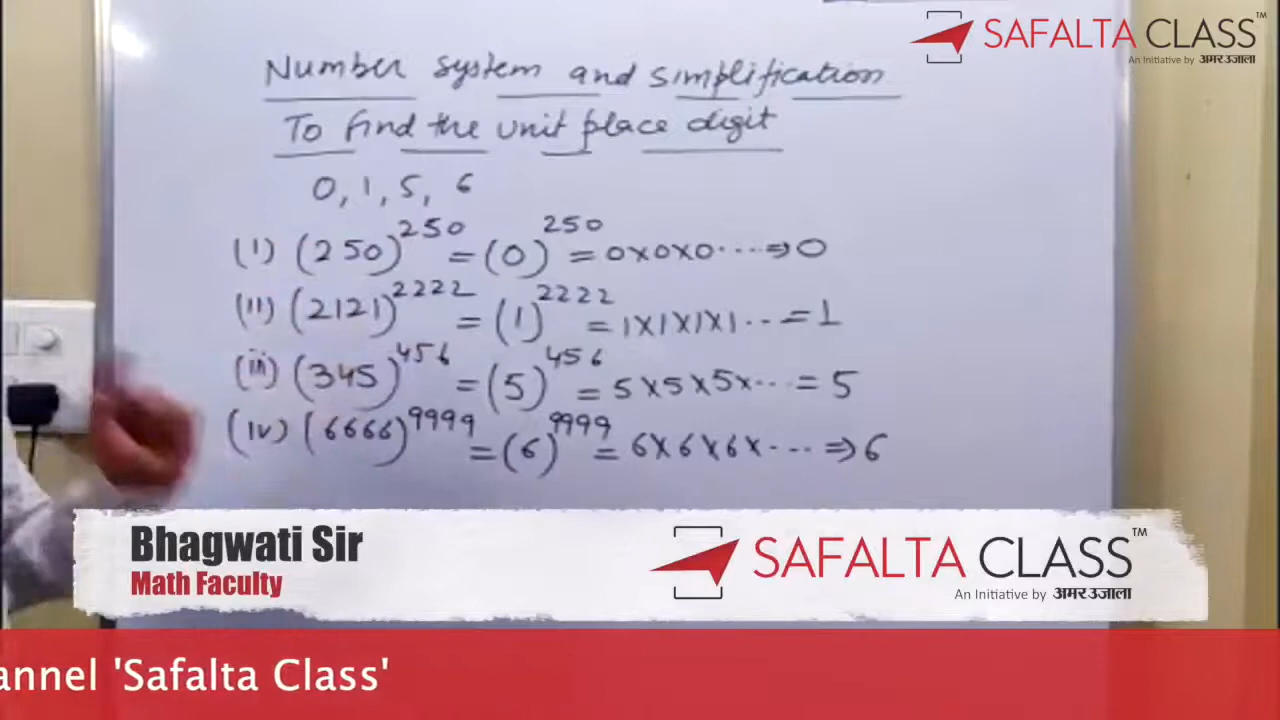 SAFALTA CLASS™
An Initiative by अमर उजाला
Number system and simplification
To find the unit place digit
0, 1, 5, 6
(i) (250)^250 = (0)^250 = 0x0x0.... ⇒ 0
(ii) (2121)^2222 = (1)^2222 = 1x1x1x1... = 1
(iii) (345)^456 = (5)^456 = 5x5x5x... = 5
(iv) (6666)^9999 = (6)^9999 = 6x6x6x.... ⇒ 6
Bhagwati Sir
Math Faculty
SAFALTA CLASS™
An Initiative by अमर उजाला
annel 'Safalta Class'